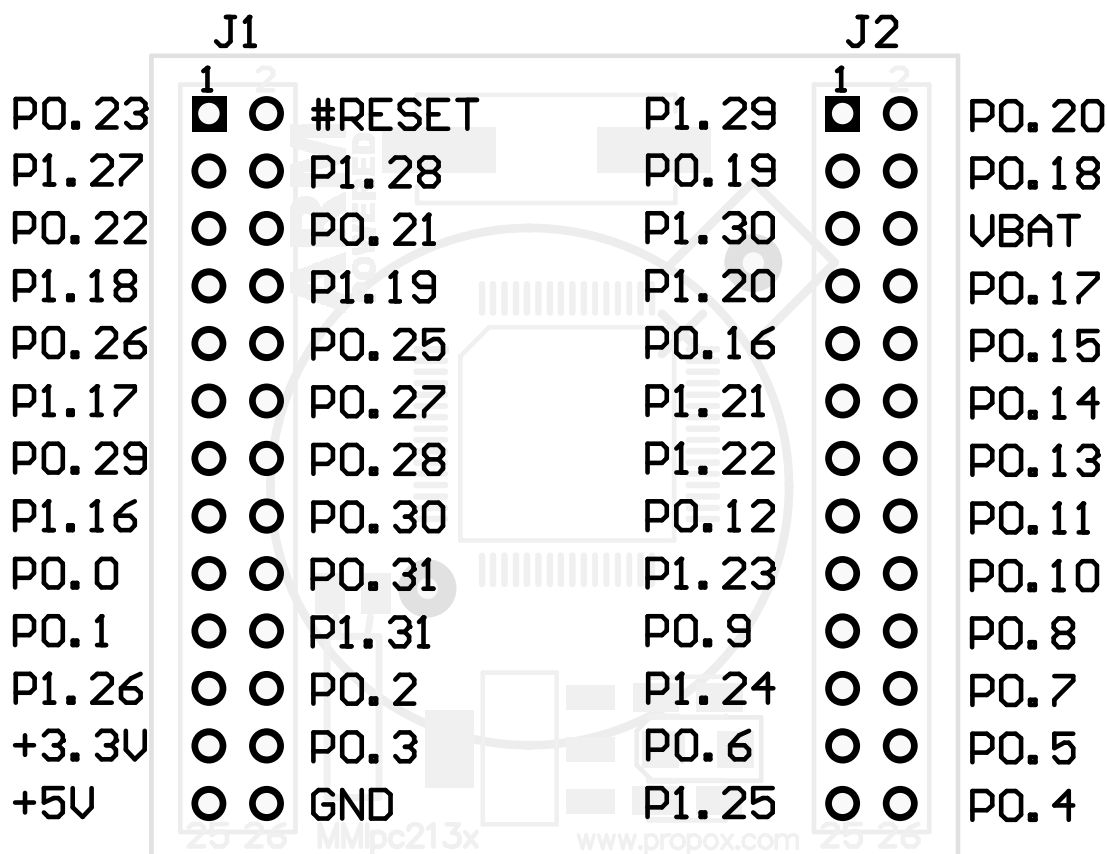 J1 J2
1 2 1 2
P0.23 #RESET P1.29 P0.20
P1.27 P1.28 P0.19 P0.18
P0.22 P0.21 P1.30 VBAT
P1.18 P1.19 P1.20 P0.17
P0.26 P0.25 P0.16 P0.15
P1.17 P0.27 P1.21 P0.14
P0.29 P0.28 P1.22 P0.13
P1.16 P0.30 P0.12 P0.11
P0.0 P0.31 P1.23 P0.10
P0.1 P1.31 P0.9 P0.8
P1.26 P0.2 P1.24 P0.7
+3.3V P0.3 P0.6 P0.5
+5V GND P1.25 P0.4
25 26 MMlpc213x www.propox.com 25 26
ARM
POWERED